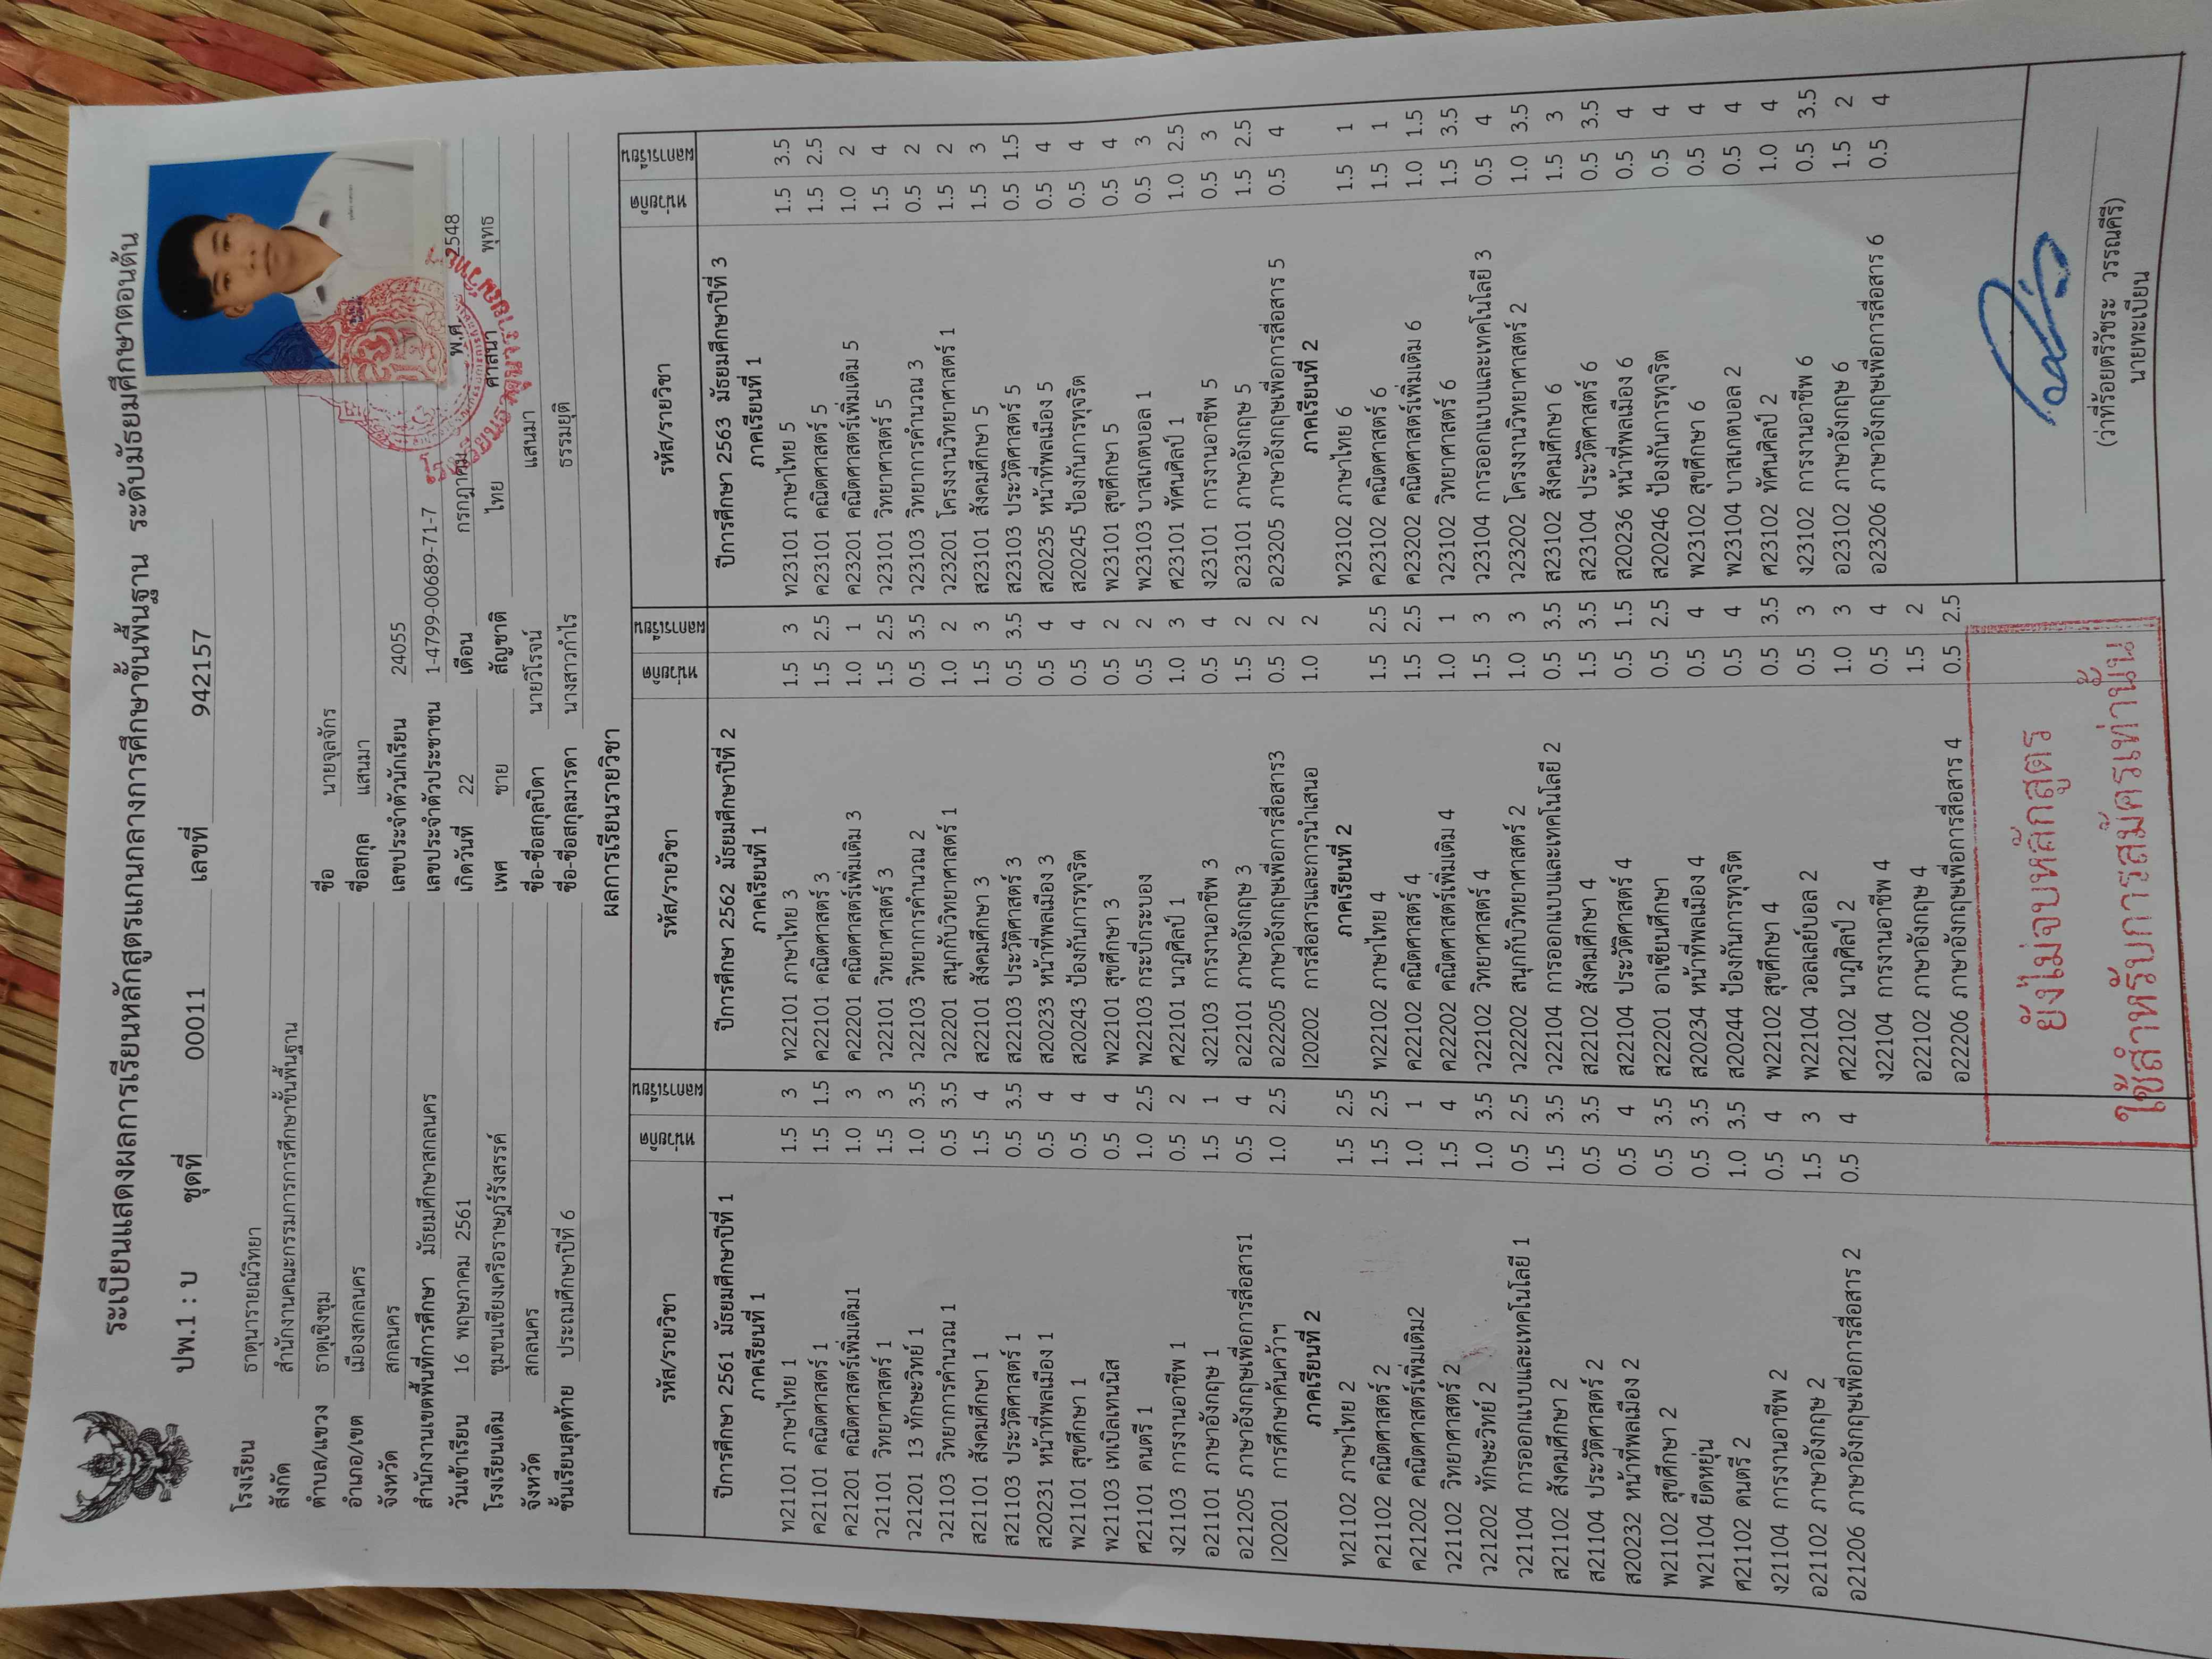 ระเบียนแสดงผลการเรียนหลักสูตรแกนกลางการศึกษาขั้นพื้นฐาน ระดับมัธยมศึกษาตอนต้น
ปพ.1 : บ ชุดที่ 00011 เลขที่ 942157
โรงเรียน ธาตุนารายณ์วิทยา
สังกัด สำนักงานคณะกรรมการการศึกษาขั้นพื้นฐาน
ตำบล/แขวง ธาตุเชิงชุม
อำเภอ/เขต เมืองสกลนคร
จังหวัด สกลนคร
สำนักงานเขตพื้นที่การศึกษา มัธยมศึกษาสกลนคร
วันเข้าเรียน 16 พฤษภาคม 2561
โรงเรียนเดิม ชุมชนเชียงเครือราษฎร์รังสรรค์
จังหวัด สกลนคร
ชั้นเรียนสุดท้าย ประถมศึกษาปีที่ 6
ชื่อ นายจุลจักร
ชื่อสกุล แสนมา
เลขประจำตัวนักเรียน 24055
เลขประจำตัวประชาชน 1-4799-00689-71-7
เกิดวันที่ 22 เดือน กรกฎาคม พ.ศ. 2548
เพศ ชาย สัญชาติ ไทย ศาสนา พุทธ
ชื่อ-ชื่อสกุลบิดา นายวิโรจน์ แสนมา
ชื่อ-ชื่อสกุลมารดา นางสาวกำไร ธรรมยุติ
ผลการเรียนรายวิชา
รหัส/รายวิชา หน่วยกิต ผลการเรียน
ปีการศึกษา 2561 มัธยมศึกษาปีที่ 1
ภาคเรียนที่ 1
ท21101 ภาษาไทย 1 1.5 3
ค21101 คณิตศาสตร์ 1 1.5 1.5
ค21201 คณิตศาสตร์เพิ่มเติม1 1.0 3
ว21101 วิทยาศาสตร์ 1 1.5 3
ว21201 13 ทักษะวิทย์ 1 1.0 3.5
ว21103 วิทยาการคำนวณ 1 0.5 3.5
ส21101 สังคมศึกษา 1 1.5 4
ส21103 ประวัติศาสตร์ 1 0.5 3.5
ส20231 หน้าที่พลเมือง 1 0.5 4
พ21101 สุขศึกษา 1 0.5 4
พ21103 เทเบิลเทนนิส 0.5 4
ศ21101 ดนตรี 1 1.0 2.5
ง21103 การงานอาชีพ 1 0.5 2
อ21101 ภาษาอังกฤษ 1 1.5 1
อ21205 ภาษาอังกฤษเพื่อการสื่อสาร1 0.5 4
I20201 การศึกษาค้นคว้าฯ 1.0 2.5
ภาคเรียนที่ 2
ท21102 ภาษาไทย 2 1.5 2.5
ค21102 คณิตศาสตร์ 2 1.5 2.5
ค21202 คณิตศาสตร์เพิ่มเติม2 1.0 1
ว21102 วิทยาศาสตร์ 2 1.5 4
ว21202 ทักษะวิทย์ 2 1.0 3.5
ว21104 การออกแบบและเทคโนโลยี 1 0.5 2.5
ส21102 สังคมศึกษา 2 1.5 3.5
ส21104 ประวัติศาสตร์ 2 0.5 3.5
ส20232 หน้าที่พลเมือง 2 0.5 4
พ21102 สุขศึกษา 2 0.5 3.5
พ21104 ยืดหยุ่น 0.5 3.5
ศ21102 ดนตรี 2 1.0 3.5
ง21104 การงานอาชีพ 2 0.5 4
อ21102 ภาษาอังกฤษ 2 1.5 3
อ21206 ภาษาอังกฤษเพื่อการสื่อสาร 2 0.5 4
รหัส/รายวิชา หน่วยกิต ผลการเรียน
ปีการศึกษา 2562 มัธยมศึกษาปีที่ 2
ภาคเรียนที่ 1
ท22101 ภาษาไทย 3 1.5 3
ค22101 คณิตศาสตร์ 3 1.5 2.5
ค22201 คณิตศาสตร์เพิ่มเติม 3 1.0 1
ว22101 วิทยาศาสตร์ 3 1.5 2.5
ว22103 วิทยาการคำนวณ 2 0.5 3.5
ว22201 สนุกกับวิทยาศาสตร์ 1 1.0 2
ส22101 สังคมศึกษา 3 1.5 3
ส22103 ประวัติศาสตร์ 3 0.5 3.5
ส20233 หน้าที่พลเมือง 3 0.5 4
ส20243 ป้องกันการทุจริต 0.5 4
พ22101 สุขศึกษา 3 0.5 2
พ22103 กระบี่กระบอง 0.5 2
ศ22101 นาฏศิลป์ 1 1.0 3
ง22103 การงานอาชีพ 3 0.5 4
อ22101 ภาษาอังกฤษ 3 1.5 2
อ22205 ภาษาอังกฤษเพื่อการสื่อสาร3 0.5 2
I20202 การสื่อสารและการนำเสนอ 1.0 2
ภาคเรียนที่ 2
ท22102 ภาษาไทย 4 1.5 2.5
ค22102 คณิตศาสตร์ 4 1.5 2.5
ค22202 คณิตศาสตร์เพิ่มเติม 4 1.0 1
ว22102 วิทยาศาสตร์ 4 1.5 3
ว22202 สนุกกับวิทยาศาสตร์ 2 1.0 3
ว22104 การออกแบบและเทคโนโลยี 2 0.5 3.5
ส22102 สังคมศึกษา 4 1.5 3.5
ส22104 ประวัติศาสตร์ 4 0.5 1.5
ส22201 อาเซียนศึกษา 0.5 2.5
ส20234 หน้าที่พลเมือง 4 0.5 4
ส20244 ป้องกันการทุจริต 0.5 4
พ22102 สุขศึกษา 4 0.5 3.5
พ22104 วอลเลย์บอล 2 0.5 3
ศ22102 นาฏศิลป์ 2 1.0 3
ง22104 การงานอาชีพ 4 0.5 4
อ22102 ภาษาอังกฤษ 4 1.5 2
อ22206 ภาษาอังกฤษเพื่อการสื่อสาร 4 0.5 2.5
ยังไม่จบหลักสูตร
ใช้สำหรับการสมัครเท่านั้น
รหัส/รายวิชา หน่วยกิต ผลการเรียน
ปีการศึกษา 2563 มัธยมศึกษาปีที่ 3
ภาคเรียนที่ 1
ท23101 ภาษาไทย 5 1.5 3.5
ค23101 คณิตศาสตร์ 5 1.5 2.5
ค23201 คณิตศาสตร์เพิ่มเติม 5 1.0 2
ว23101 วิทยาศาสตร์ 5 1.5 4
ว23103 วิทยาการคำนวณ 3 0.5 2
ว23201 โครงงานวิทยาศาสตร์ 1 1.5 2
ส23101 สังคมศึกษา 5 1.5 3
ส23103 ประวัติศาสตร์ 5 0.5 1.5
ส20235 หน้าที่พลเมือง 5 0.5 4
ส20245 ป้องกันการทุจริต 0.5 4
พ23101 สุขศึกษา 5 0.5 4
พ23103 บาสเกตบอล 1 0.5 3
ศ23101 ทัศนศิลป์ 1 1.0 2.5
ง23101 การงานอาชีพ 5 0.5 3
อ23101 ภาษาอังกฤษ 5 1.5 2.5
อ23205 ภาษาอังกฤษเพื่อการสื่อสาร 5 0.5 4
ภาคเรียนที่ 2
ท23102 ภาษาไทย 6 1.5 1
ค23102 คณิตศาสตร์ 6 1.5 1
ค23202 คณิตศาสตร์เพิ่มเติม 6 1.0 1.5
ว23102 วิทยาศาสตร์ 6 1.5 3.5
ว23104 การออกแบบและเทคโนโลยี 3 0.5 4
ว23202 โครงงานวิทยาศาสตร์ 2 1.0 3.5
ส23102 สังคมศึกษา 6 1.5 3
ส23104 ประวัติศาสตร์ 6 0.5 3.5
ส20236 หน้าที่พลเมือง 6 0.5 4
ส20246 ป้องกันการทุจริต 0.5 4
พ23102 สุขศึกษา 6 0.5 4
พ23104 บาสเกตบอล 2 0.5 4
ศ23102 ทัศนศิลป์ 2 1.0 4
ง23102 การงานอาชีพ 6 0.5 3.5
อ23102 ภาษาอังกฤษ 6 1.5 2
อ23206 ภาษาอังกฤษเพื่อการสื่อสาร 6 0.5 4
(ว่าที่ร้อยตรีวัชระ วรรณคีรี)
นายทะเบียน